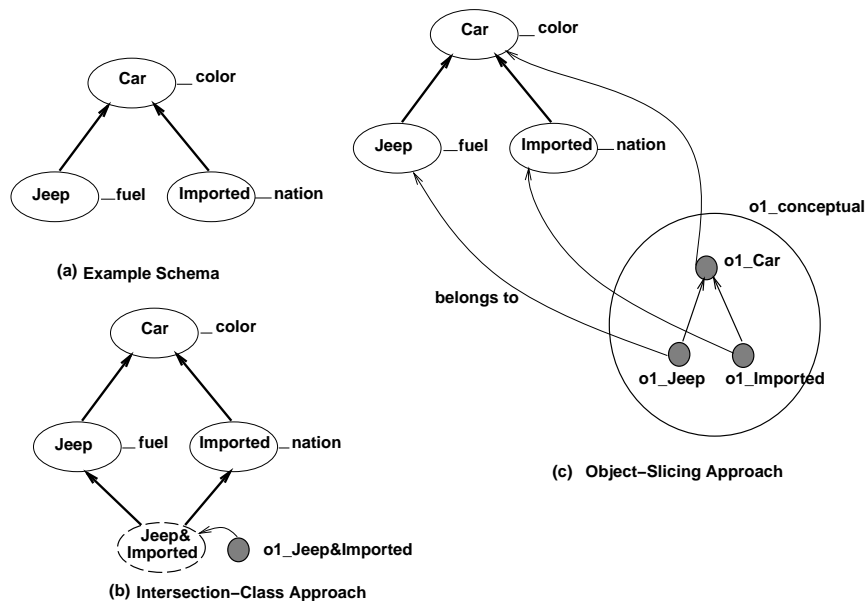 Car
_ color
Jeep
_ fuel
Imported
_ nation
(a) Example Schema
Car
_ color
Jeep
_ fuel
Imported
_ nation
Jeep&
Imported
o1_Jeep&Imported
(b) Intersection−Class Approach
Car
_ color
Jeep
_ fuel
Imported
_ nation
o1_conceptual
o1_Car
belongs to
o1_Jeep
o1_Imported
(c) Object−Slicing Approach